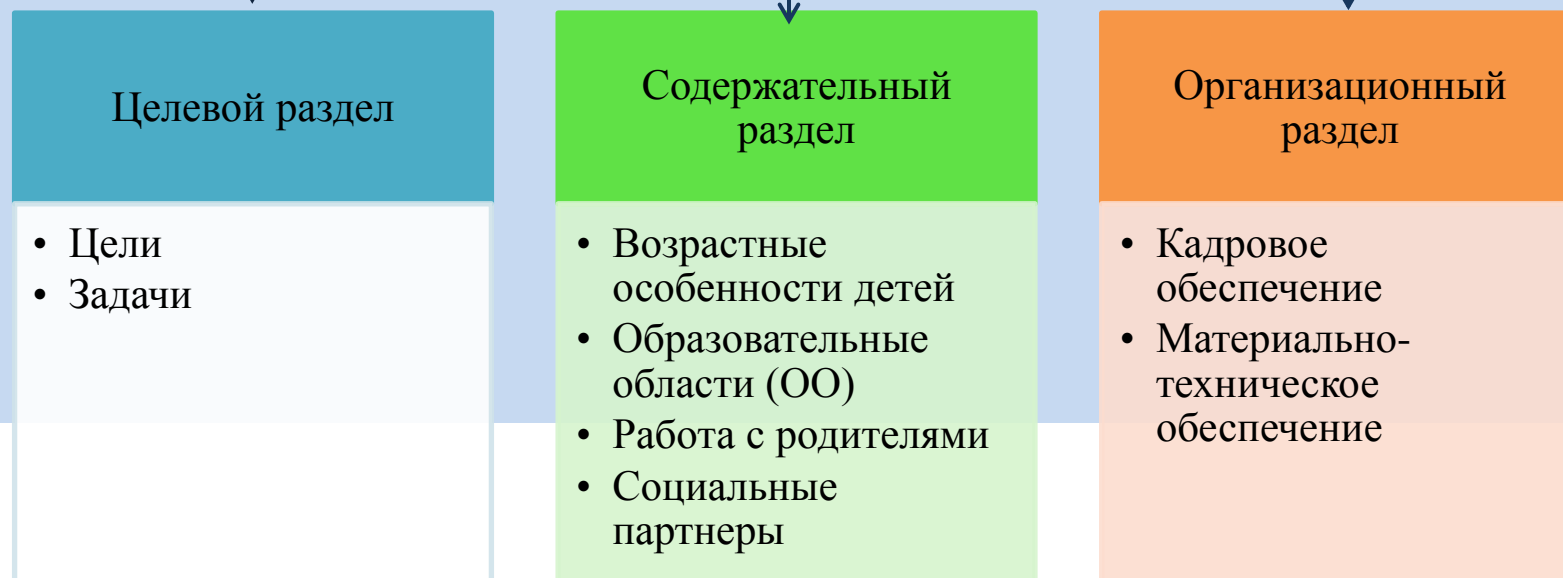 Целевой раздел
• Цели
• Задачи
Содержательный
раздел
• Возрастные
особенности детей
• Образовательные
области (ОО)
• Работа с родителями
• Социальные
партнеры
Организационный
раздел
• Кадровое
обеспечение
• Материально-
техническое
обеспечение